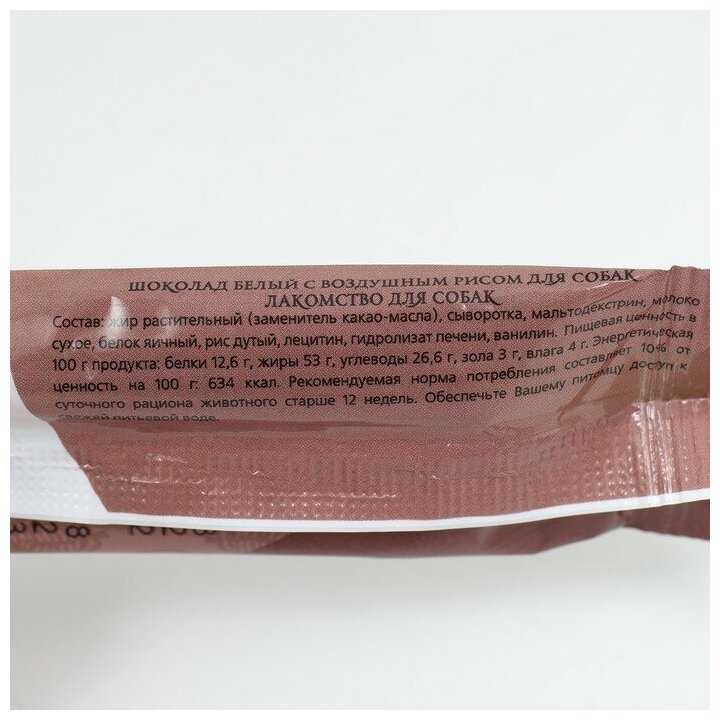 ШОКОЛАД БЕЛЫЙ С ВОЗДУШНЫМ РИСОМ ДЛЯ СОБАК
ЛАКОМСТВО ДЛЯ СОБАК
Состав: жир растительный (заменитель какао-масла), сыворотка, мальтодекстрин, молоко
сухое, белок яичный, рис дутый, лецитин, гидролизат печени, ванилин. Пищевая ценность в
100 г продукта: белки 12,6 г, жиры 53 г, углеводы 26,6 г, зола 3 г, влага 4 г. Энергетическая
ценность на 100 г: 634 ккал. Рекомендуемая норма потребления составляет 10% от
суточного рациона животного старше 12 недель. Обеспечьте Вашему питомцу доступ к
свежей питьевой воде.